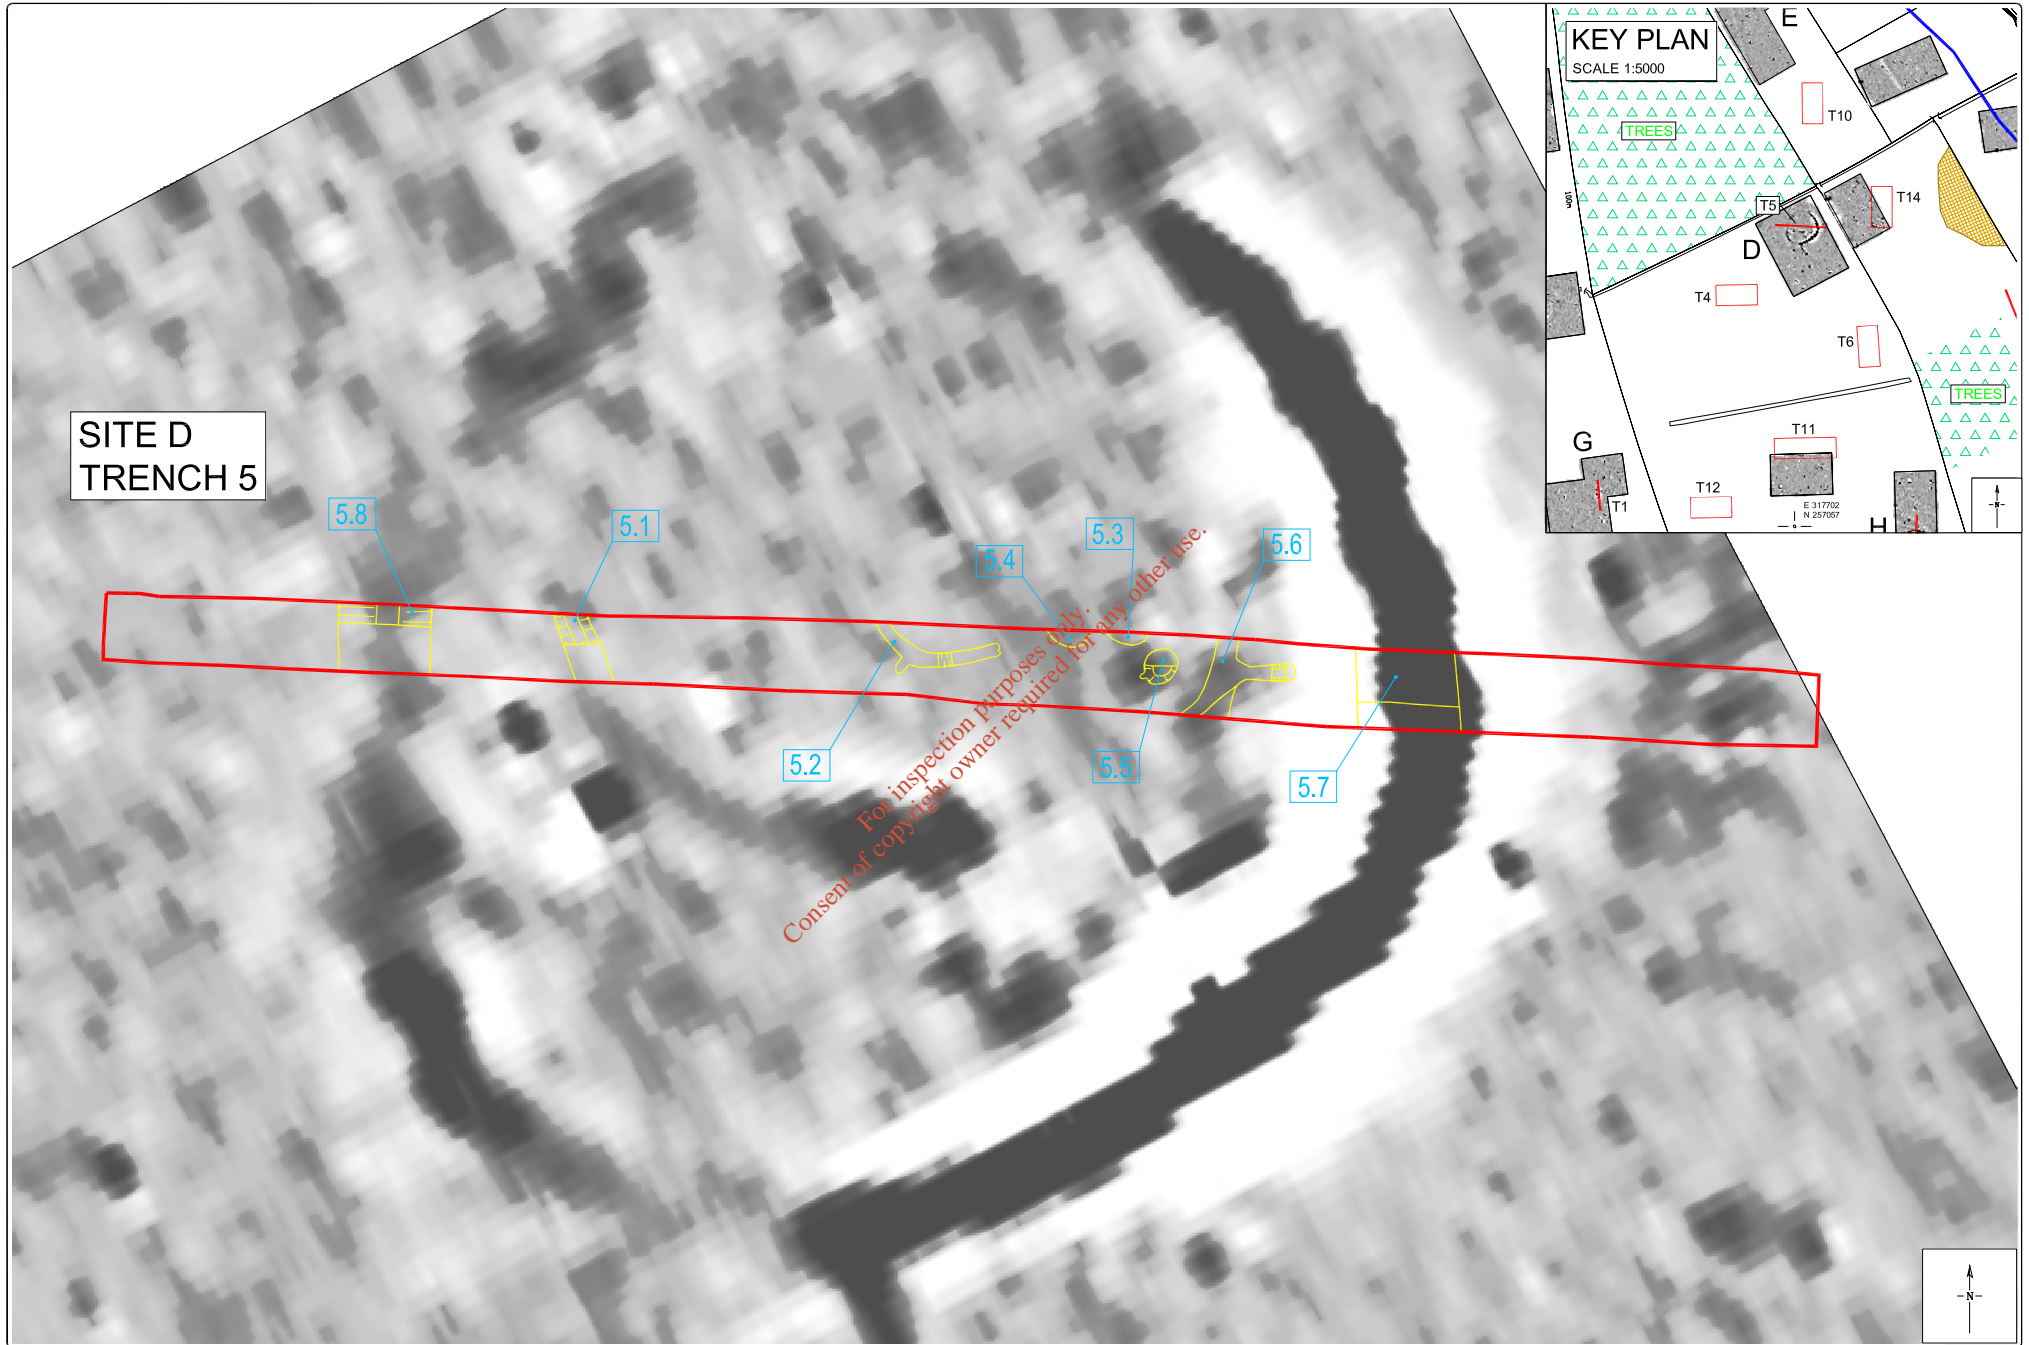 SITE D
TRENCH 5
5.8
5.1
5.4
5.3
5.6
5.2
5.5
5.7
For inspection purposes only.
Consent of copyright owner required for any other use.
KEY PLAN
SCALE 1:5000
E
T10
TREES
T14
T5
D
T4
T6
TREES
T11
G
T12
T1
E 317702
N 257057
H
N
N